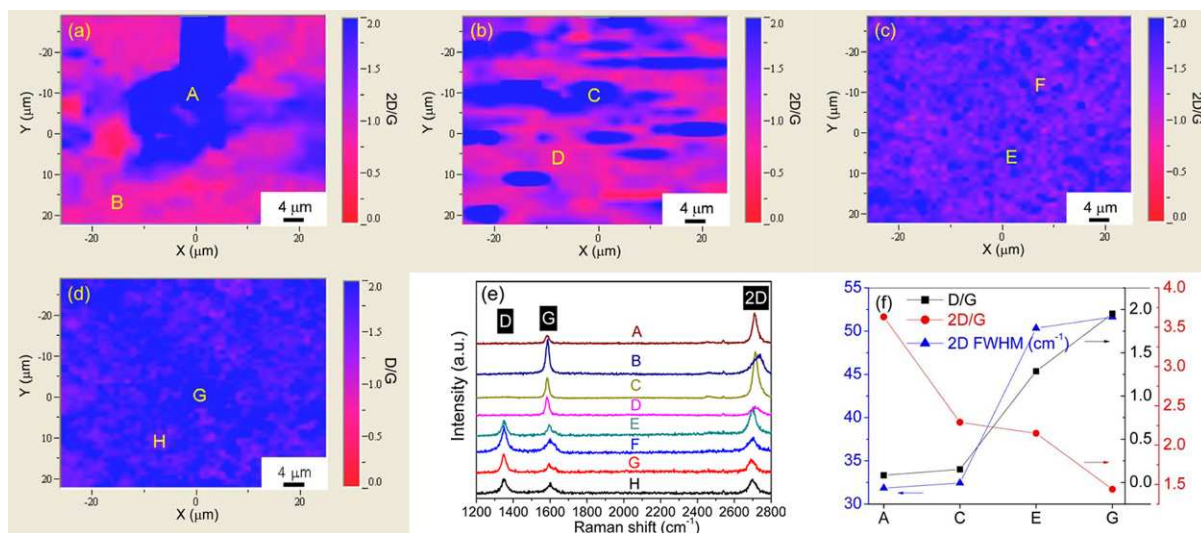 (a)
A
B
4 μm
-20
-10
0
10
20
Y (μm)
-20
0
20
X (μm)
2.0
1.5
1.0
0.5
0.0
2D/G
(b)
C
D
4 μm
-20
-10
0
10
20
Y (μm)
-20
0
20
X (μm)
2.0
1.5
1.0
0.5
0.0
2D/G
(c)
F
E
4 μm
-20
-10
0
10
20
Y (μm)
-20
0
20
X (μm)
2.0
1.5
1.0
0.5
0.0
2D/G
(d)
G
H
4 μm
-20
-10
0
10
20
Y (μm)
-20
0
20
X (μm)
2.0
1.5
1.0
0.5
0.0
D/G
(e)
D
G
2D
A
B
C
D
E
F
G
H
Intensity (a.u.)
1200 1400 1600 1800 2000 2200 2400 2600 2800
Raman shift (cm-1)
(f)
D/G
2D/G
2D FWHM (cm-1)
55
50
45
40
35
30
2.0
1.5
1.0
0.5
0.0
4.0
3.5
3.0
2.5
2.0
1.5
A C E G